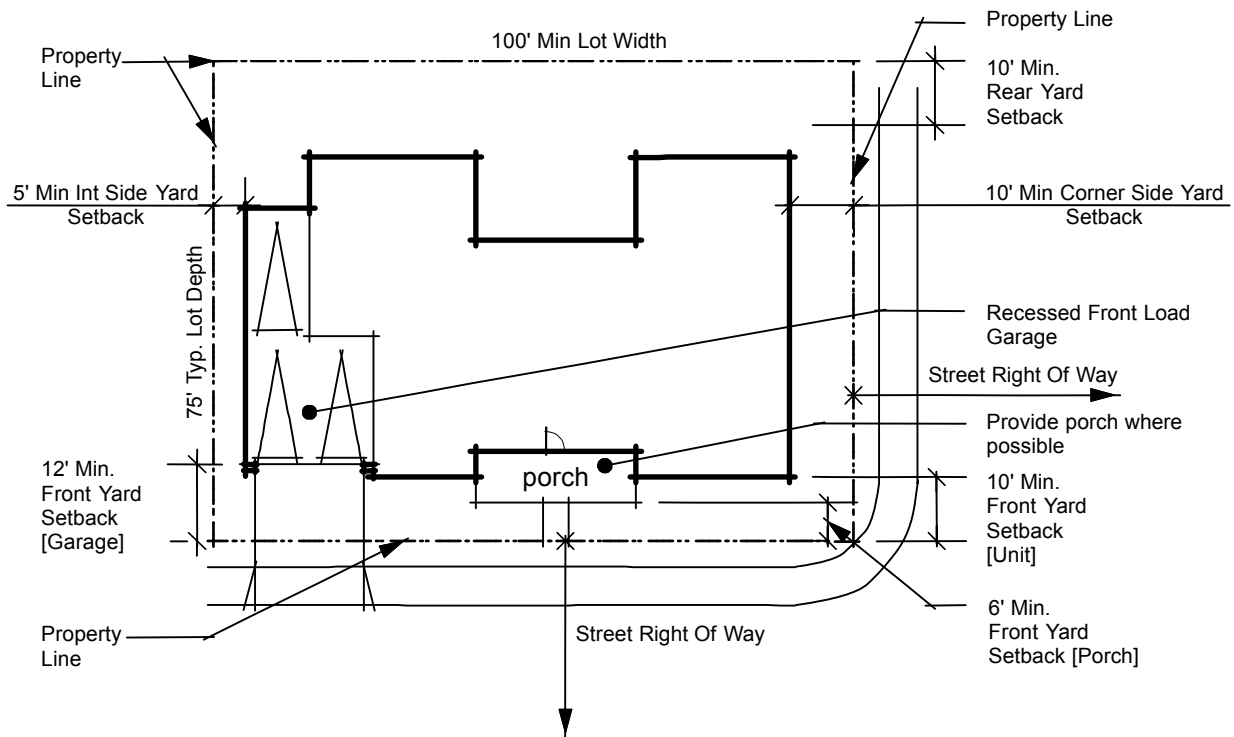 Property
Line
100' Min Lot Width
Property Line
10' Min.
Rear Yard
Setback
5' Min Int Side Yard
Setback
10' Min Corner Side Yard
Setback
75' Typ. Lot Depth
Recessed Front Load
Garage
Street Right Of Way
Provide porch where
possible
porch
12' Min.
Front Yard
Setback
[Garage]
10' Min.
Front Yard
Setback
[Unit]
6' Min.
Front Yard
Setback [Porch]
Property
Line
Street Right Of Way